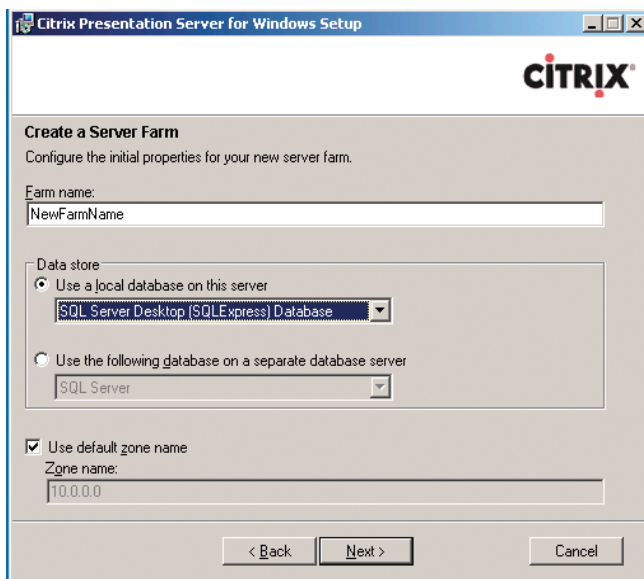 Citrix Presentation Server for Windows Setup
CiTRIX®
Create a Server Farm
Configure the initial properties for your new server farm.
Farm name:
NewFarmName
Data store
Use a local database on this server
SQL Server Desktop (SQLExpress) Database
Use the following database on a separate database server
SQL Server
Use default zone name
Zone name:
10.0.0.0
< Back
Next >
Cancel